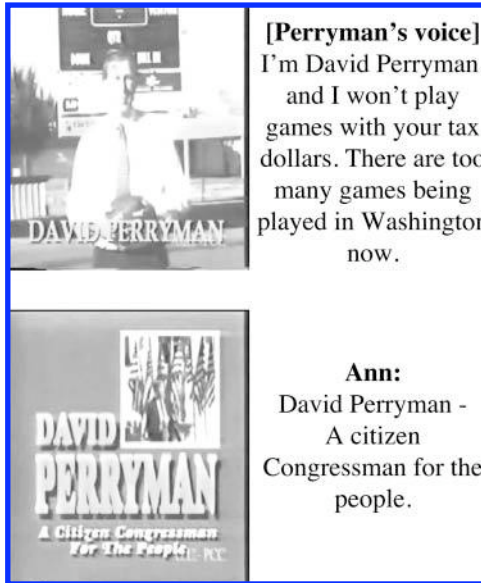 [Perryman's voice]
I'm David Perryman
and I won't play
games with your tax
dollars. There are too
many games being
played in Washington
now.
DAVID PERRYMAN
DAVID
PERRYMAN
A Citizen Congressman
For The People
Ann:
David Perryman -
A citizen
Congressman for the
people.